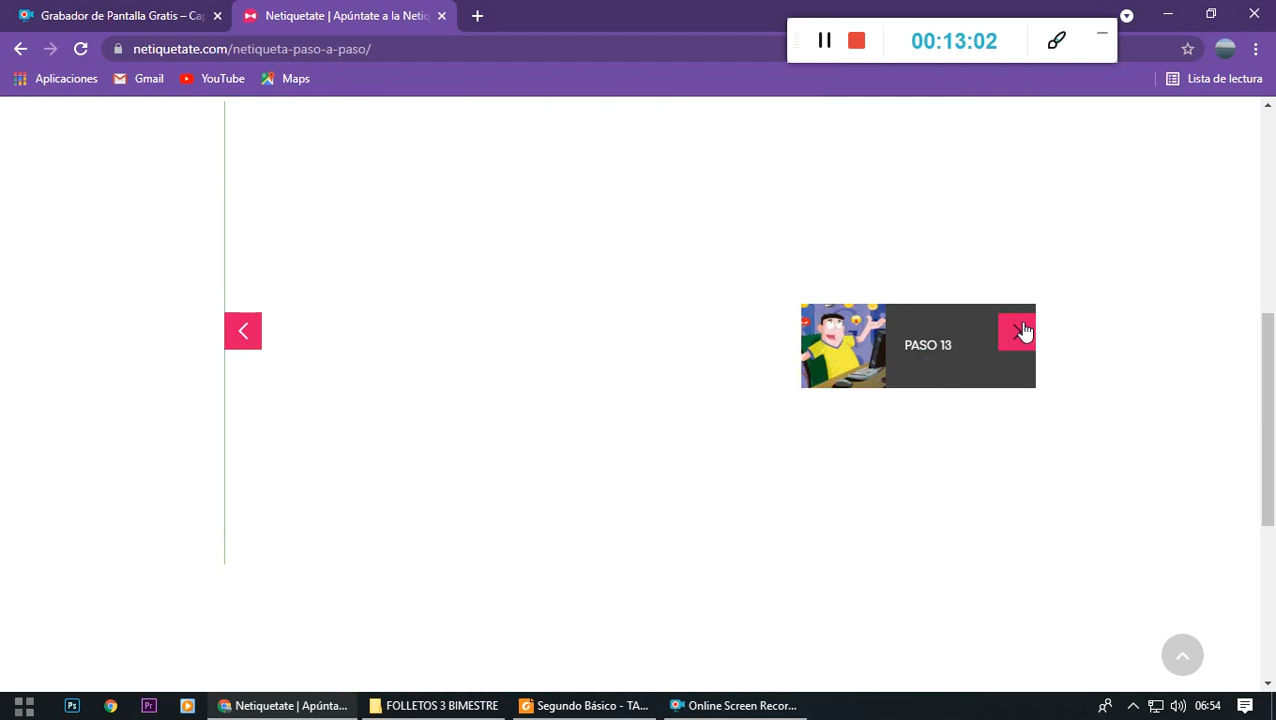 Grabador de Pantalla Gratis – Ca
Netiquetate | Apúntate a la Netiq
00:13:02
netiquetate.com/netiqueta-paso-a-paso/
Aplicaciones
Gmail
YouTube
Maps
Lista de lectura
PASO 13
Netiquetate | Apúnta...
FOLLETOS 3 BIMESTRE
Segundo Básico - TA...
Online Screen Recor...
06:54